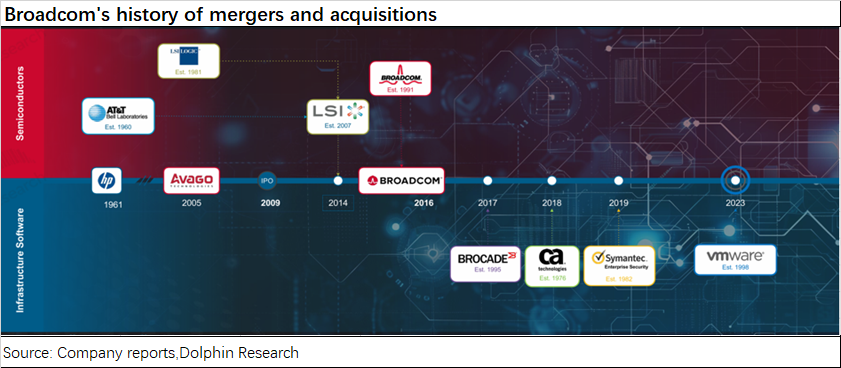 Broadcom's history of mergers and acquisitions
Semiconductors
LSI LOGIC
Est. 1981
BROADCOM.
Est. 1991
AT&T
Bell Laboratories
Est. 1960
LSI
Est. 2007
hp
AVAGO
TECHNOLOGIES
IPO
BROADCOM
1961
2005
2009
2014
2016
2017
2018
2019
2023
Infrastructure Software
BROCADE
Est. 1995
ca
technologies
Est. 1976
Symantec
Enterprise Security
Est. 1982
vmware
Est. 1998
Source: Company reports,Dolphin Research